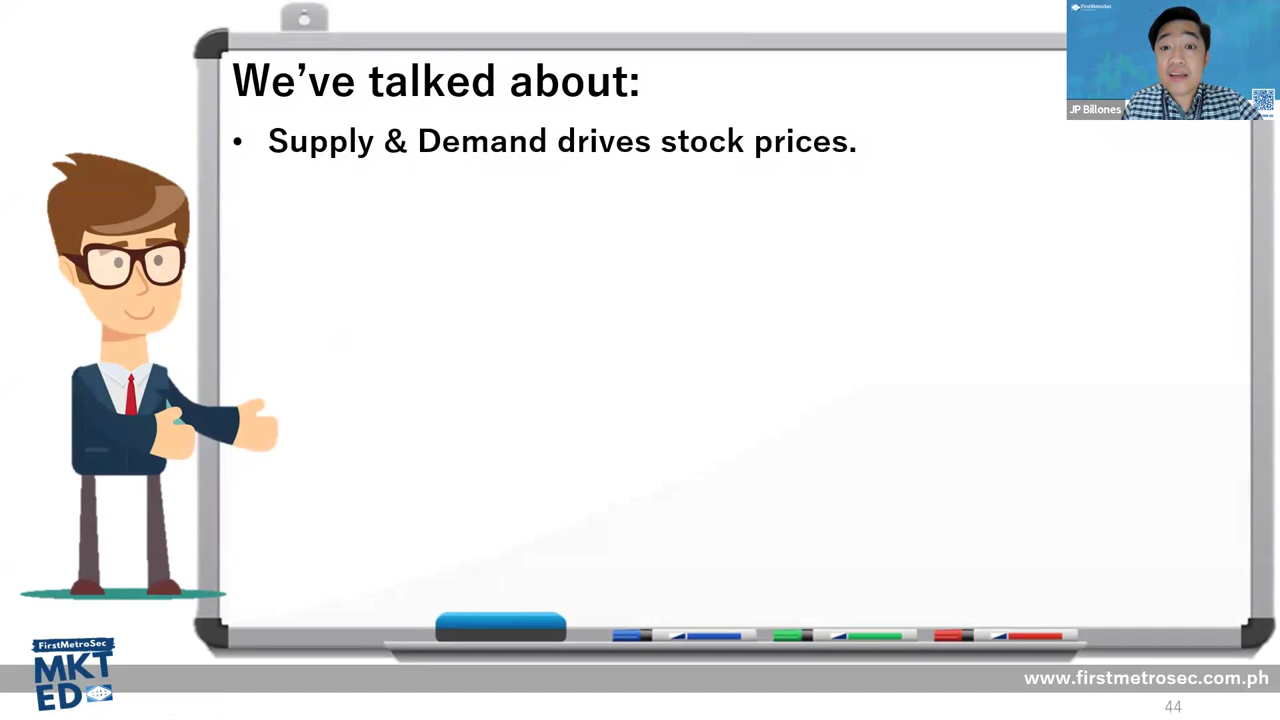 FirstMetroSec
We've talked about:
JP Billones
• Supply & Demand drives stock prices.
FirstMetroSec
MKT
ED
www.firstmetrosec.com.ph
44